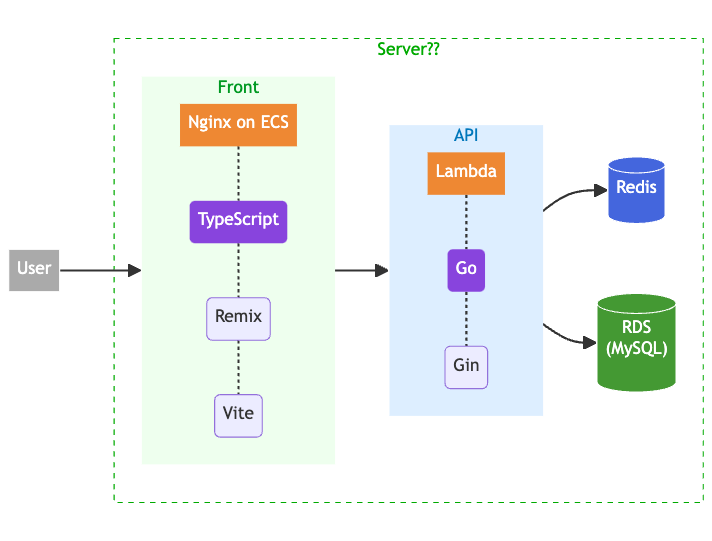 Server??
Front
Nginx on ECS
TypeScript
Remix
Vite
User
API
Lambda
Go
Gin
Redis
RDS
(MySQL)